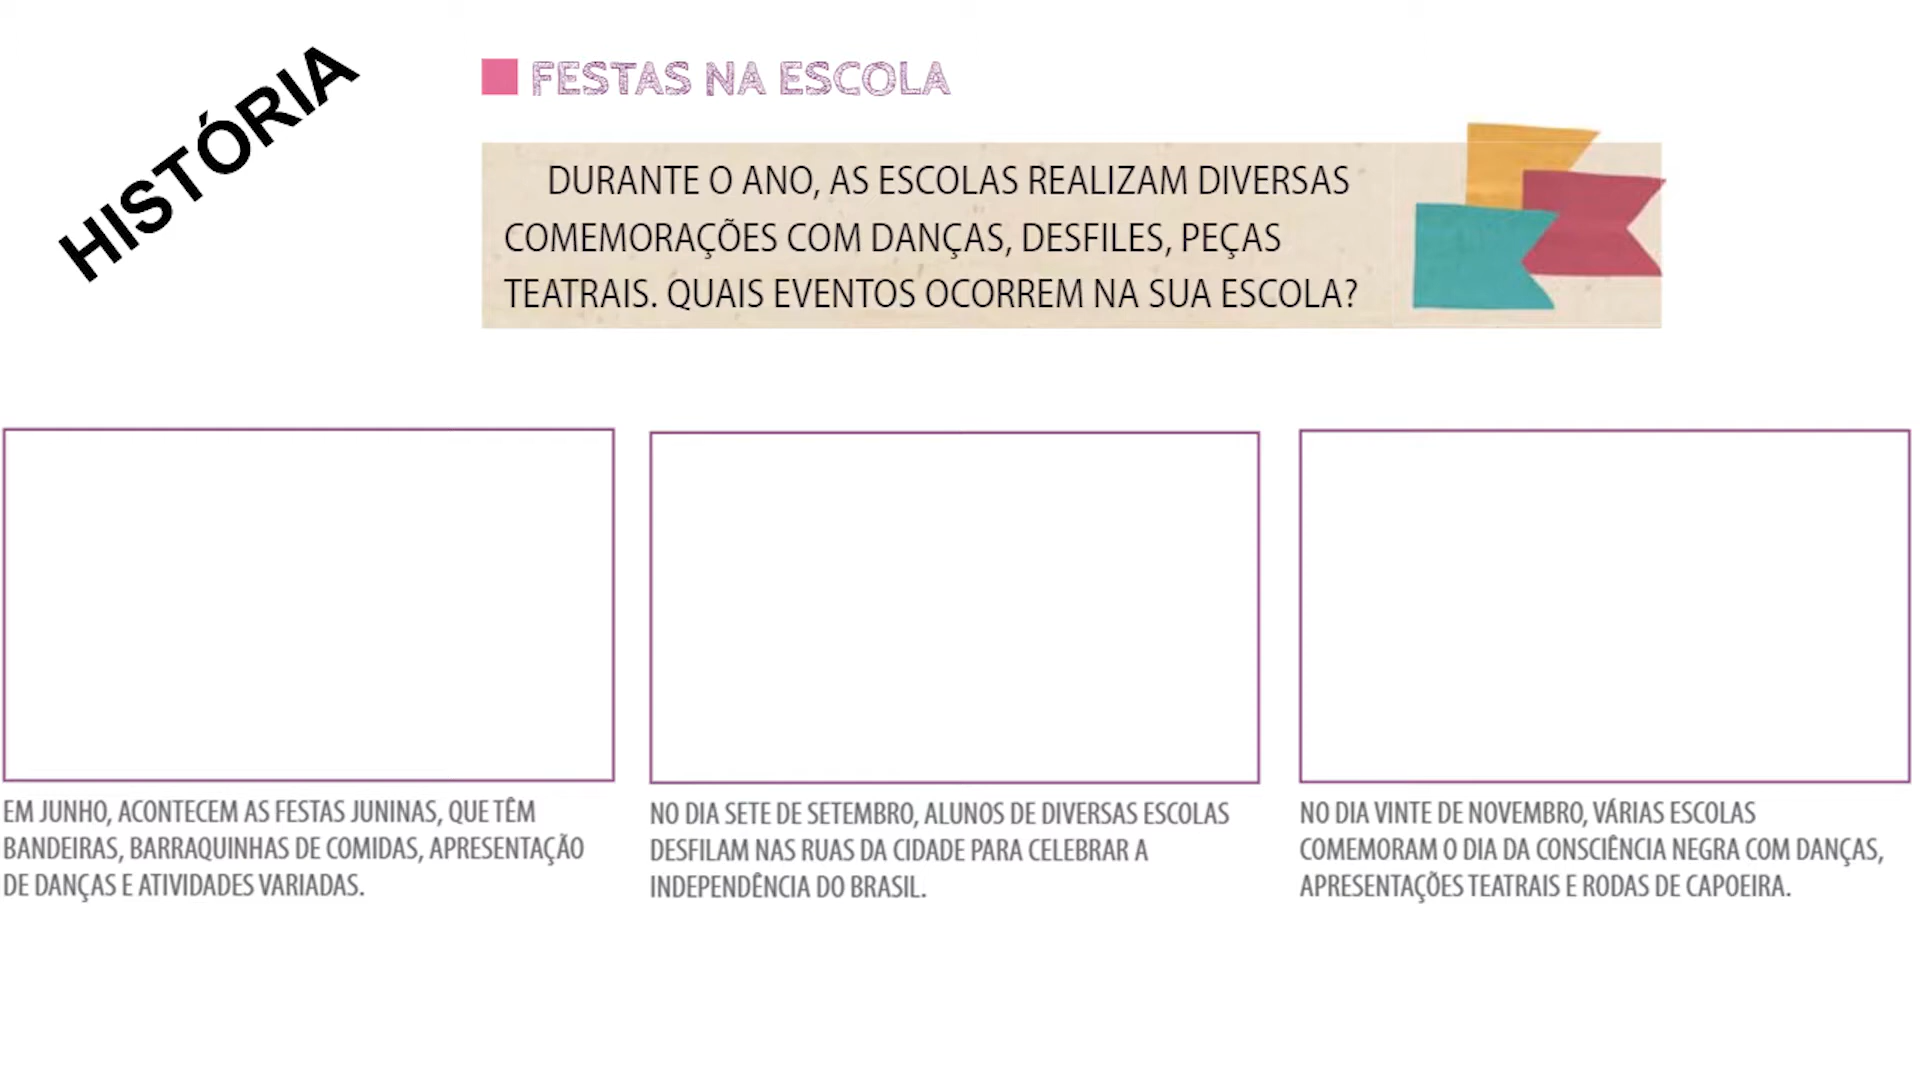 HISTÓRIA
FESTAS NA ESCOLA
DURANTE O ANO, AS ESCOLAS REALIZAM DIVERSAS
COMEMORAÇÕES COM DANÇAS, DESFILES, PEÇAS
TEATRAIS. QUAIS EVENTOS OCORREM NA SUA ESCOLA?
EM JUNHO, ACONTECEM AS FESTAS JUNINAS, QUE TÊM
BANDEIRAS, BARRAQUINHAS DE COMIDAS, APRESENTAÇÃO
DE DANÇAS E ATIVIDADES VARIADAS.
NO DIA SETE DE SETEMBRO, ALUNOS DE DIVERSAS ESCOLAS
DESFILAM NAS RUAS DA CIDADE PARA CELEBRAR A
INDEPENDÊNCIA DO BRASIL.
NO DIA VINTE DE NOVEMBRO, VÁRIAS ESCOLAS
COMEMORAM O DIA DA CONSCIÊNCIA NEGRA COM DANÇAS,
APRESENTAÇÕES TEATRAIS E RODAS DE CAPOEIRA.